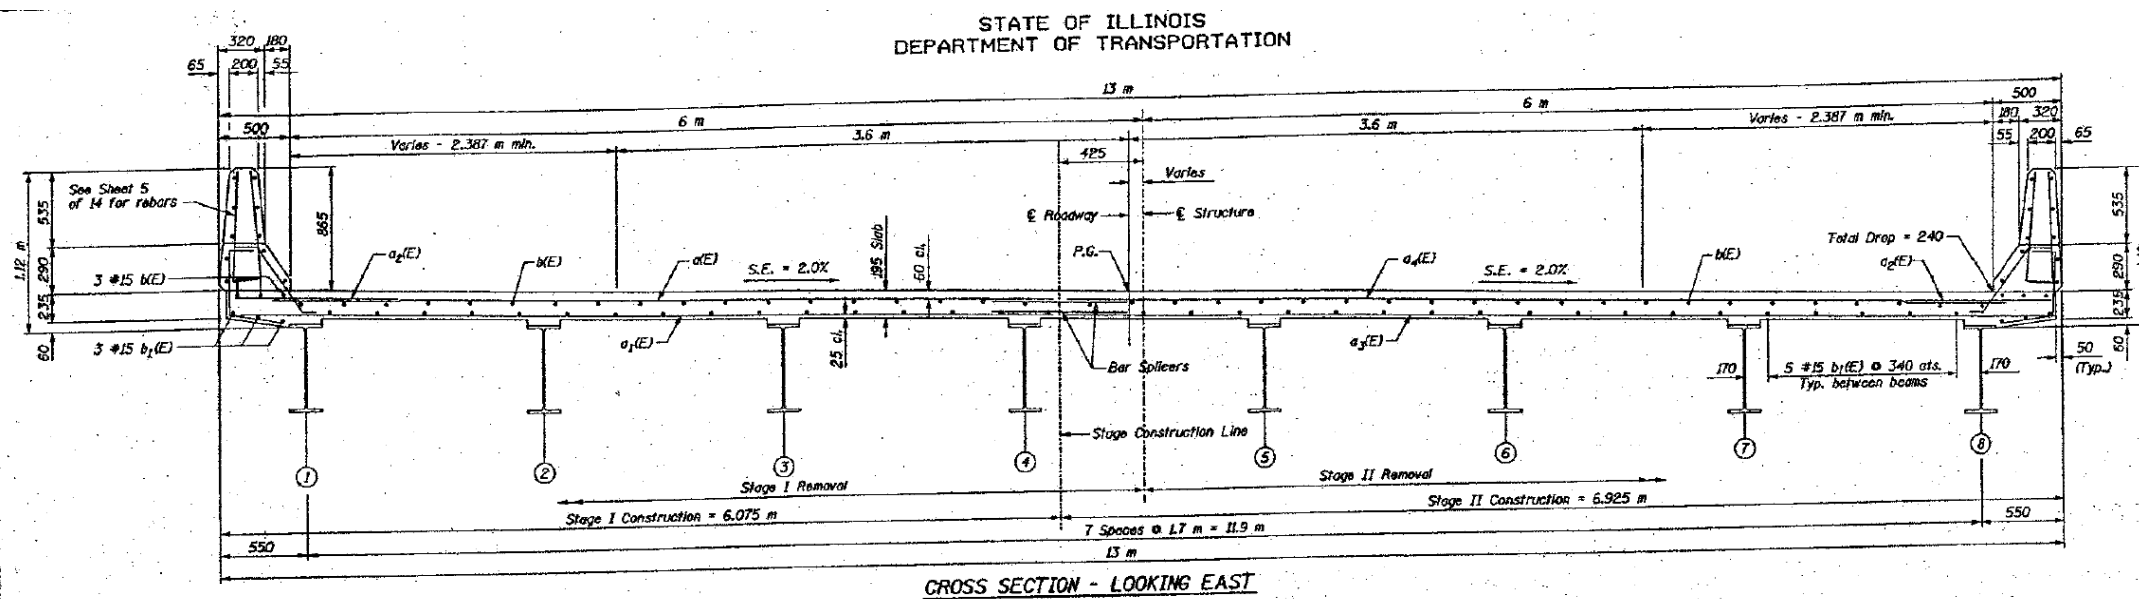 STATE OF ILLINOIS
DEPARTMENT OF TRANSPORTATION
320 180
65 200 55
13 m
500 6 m 6 m 500
Varies - 2.387 m min. 3.6 m 3.6 m Varies - 2.387 m min. 180 320
55 200 65
425
Varies
See Sheet 5
of 14 for rebars
℄ Roadway ℄ Structure
1.12 m 535 290 235 60
865
195 Slab
60 cl.
P.G.
Total Drop = 240
535 290 235 60
3 #15 b(E)
a2(E) b(E) a(E) S.E. = 2.0% a4(E) S.E. = 2.0% b(E) a2(E)
3 #15 b1(E)
a1(E) 25 cl. Bar Splicers a3(E)
170 5 #15 b1(E) @ 340 cts. 170
Typ. between beams
50
(Typ.)
Stage Construction Line
1 2 3 4 5 6 7 8
Stage I Removal Stage II Removal
Stage I Construction = 6.075 m Stage II Construction = 6.925 m
550 7 Spaces @ 1.7 m = 11.9 m 550
13 m
CROSS SECTION - LOOKING EAST